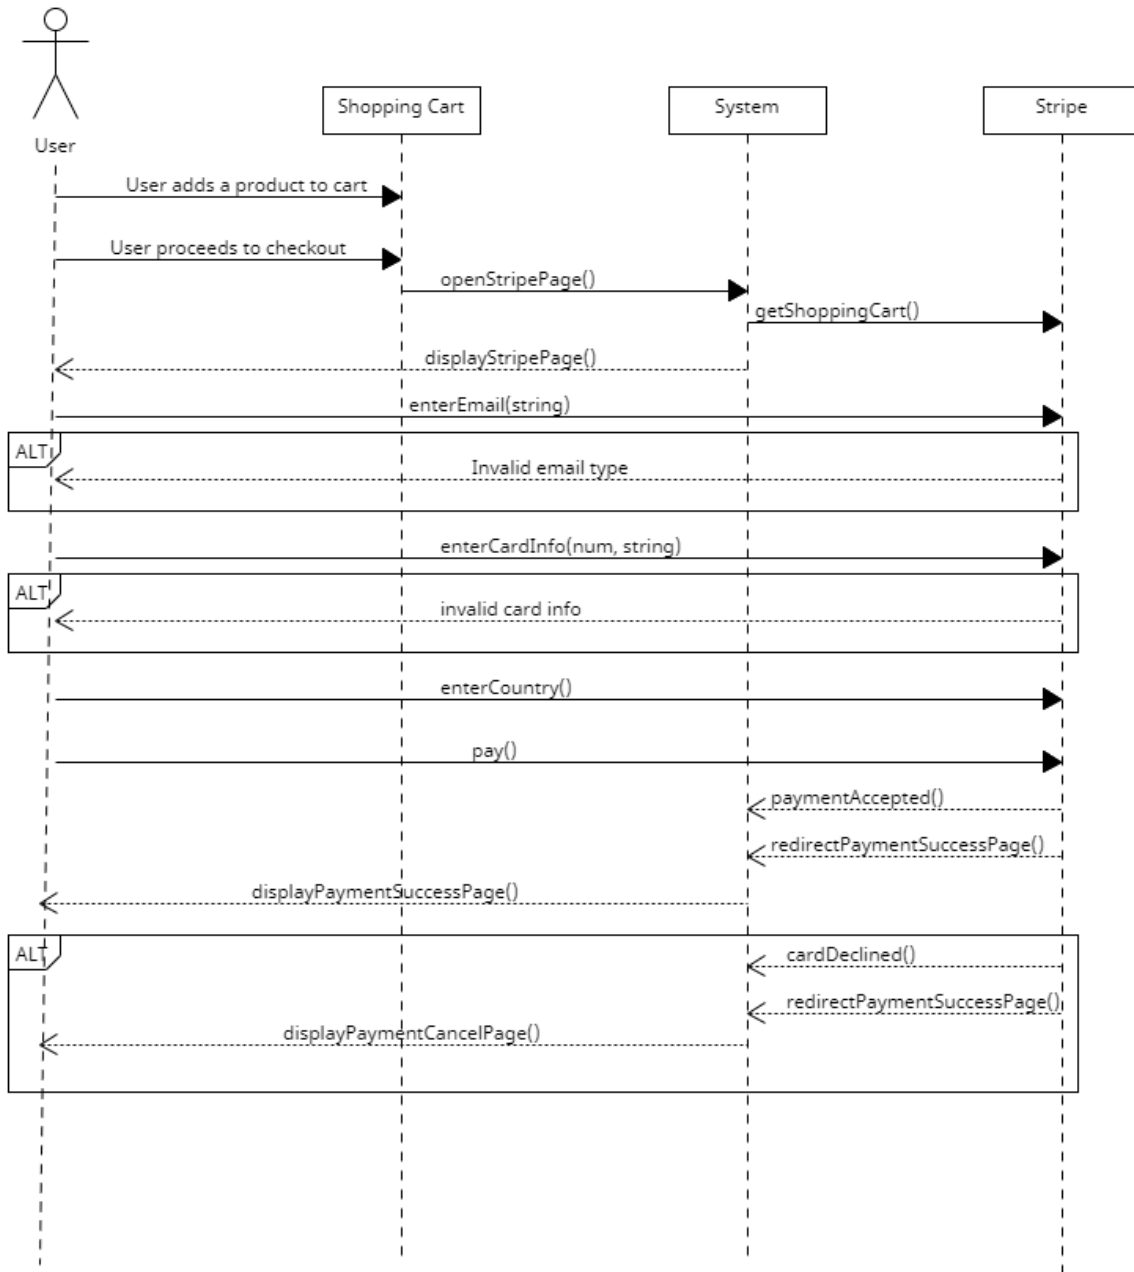 User
Shopping Cart
System
Stripe
User adds a product to cart
User proceeds to checkout
openStripePage()
getShoppingCart()
displayStripePage()
enterEmail(string)
ALT
Invalid email type
enterCardInfo(num, string)
ALT
invalid card info
enterCountry()
pay()
paymentAccepted()
redirectPaymentSuccessPage()
displayPaymentSuccessPage()
ALT
cardDeclined()
redirectPaymentSuccessPage()
displayPaymentCancelPage()